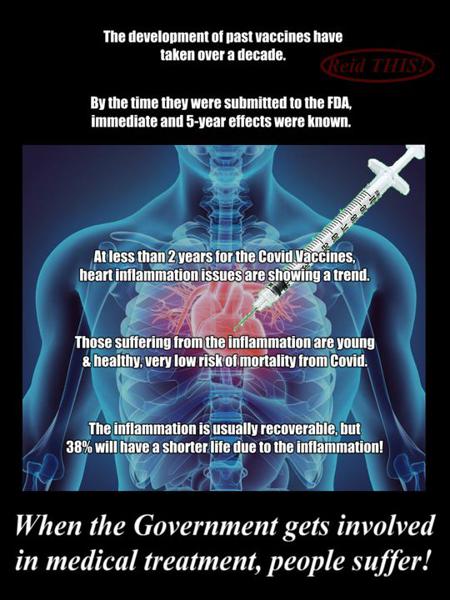 The development of past vaccines have
taken over a decade.
Reid THIS!
By the time they were submitted to the FDA,
immediate and 5-year effects were known.
At less than 2 years for the Covid Vaccines,
heart inflammation issues are showing a trend.
Those suffering from the inflammation are young
& healthy, very low risk of mortality from Covid.
The inflammation is usually recoverable, but
38% will have a shorter life due to the inflammation!
When the Government gets involved
in medical treatment, people suffer!